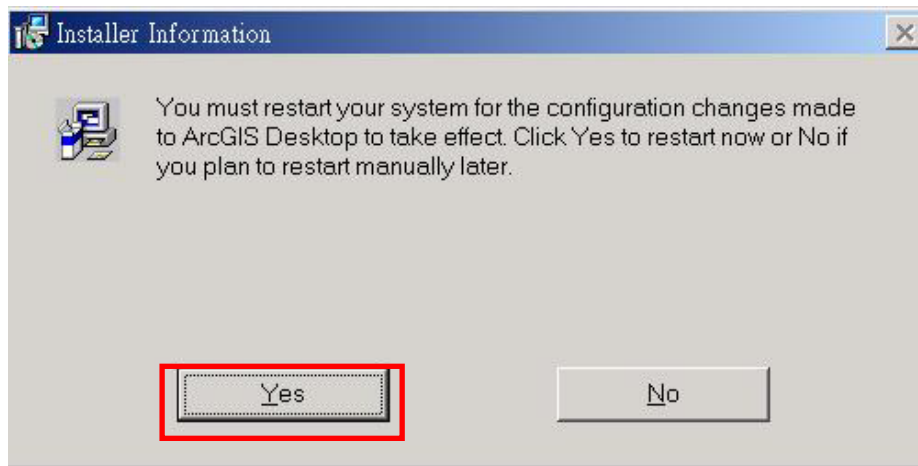 Installer Information
You must restart your system for the configuration changes made
to ArcGIS Desktop to take effect. Click Yes to restart now or No if
you plan to restart manually later.
Yes
No